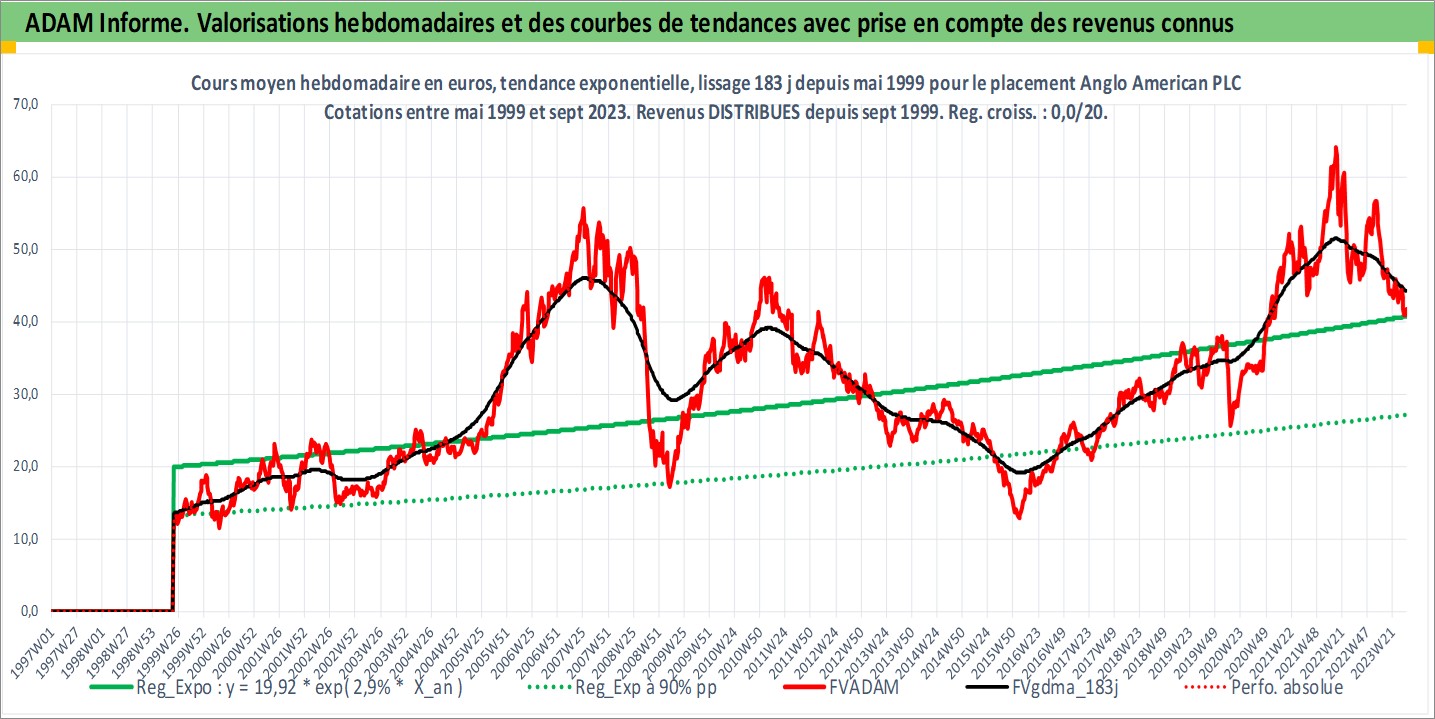 ADAM Informe. Valorisations hebdomadaires et des courbes de tendances avec prise en compte des revenus connus
Cours moyen hebdomadaire en euros, tendance exponentielle, lissage 183 j depuis mai 1999 pour le placement Anglo American PLC
Cotations entre mai 1999 et sept 2023. Revenus DISTRIBUES depuis sept 1999. Reg. croiss. : 0,0/20.
70,0
60,0
50,0
40,0
30,0
20,0
10,0
0,0
1997W01 1997W27 1998W01 1998W27 1998W53 1999W26 1999W52 2000W26 2000W52 2001W26 2001W52 2002W26 2002W52 2003W26 2003W52 2004W26 2004W52 2005W25 2005W51 2006W25 2006W51 2007W25 2007W51 2008W25 2008W51 2009W25 2009W51 2010W24 2010W50 2011W24 2011W50 2012W24 2012W50 2013W24 2013W50 2014W24 2014W50 2015W24 2015W50 2016W23 2016W49 2017W23 2017W49 2018W23 2018W49 2019W23 2019W49 2020W23 2020W49 2021W22 2021W48 2022W21 2022W47 2023W21
Reg_Expo : y = 19,92 * exp( 2,9% * X_an ) Reg_Exp à 90% pp FVADAM FVgdma_183j Perfo. absolue